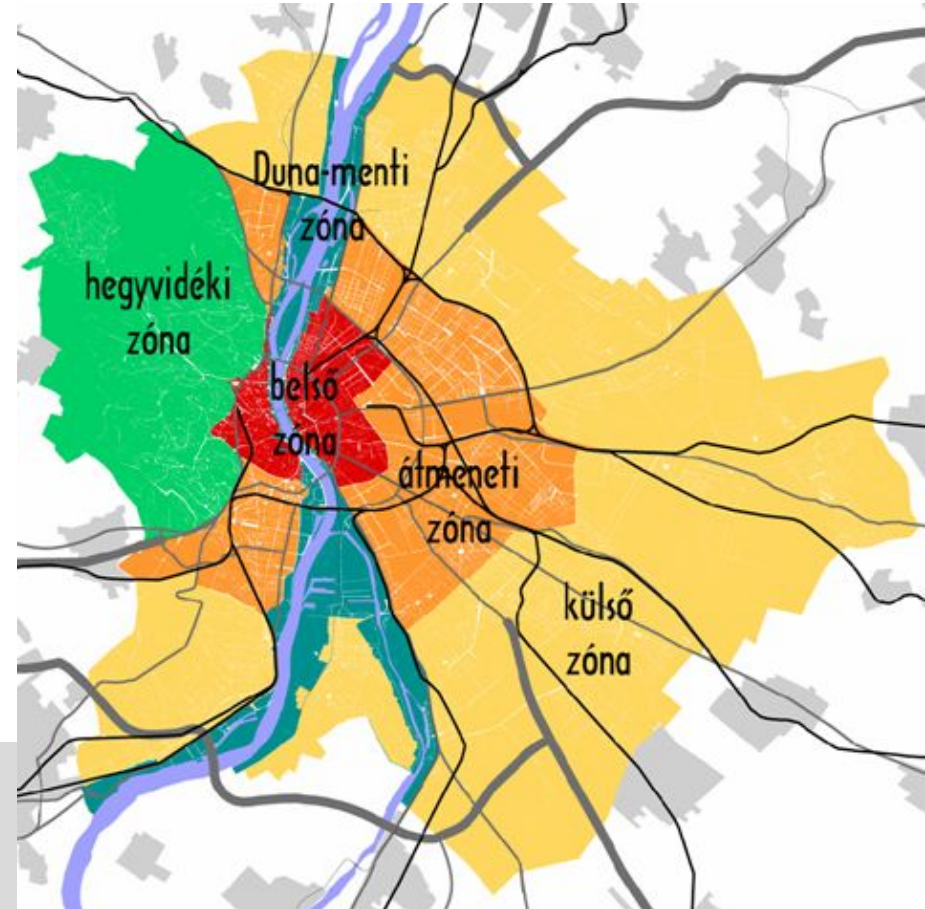 Duna-menti
zóna
hegyvidéki
zóna
belső
zóna
átmeneti
zóna
külső
zóna